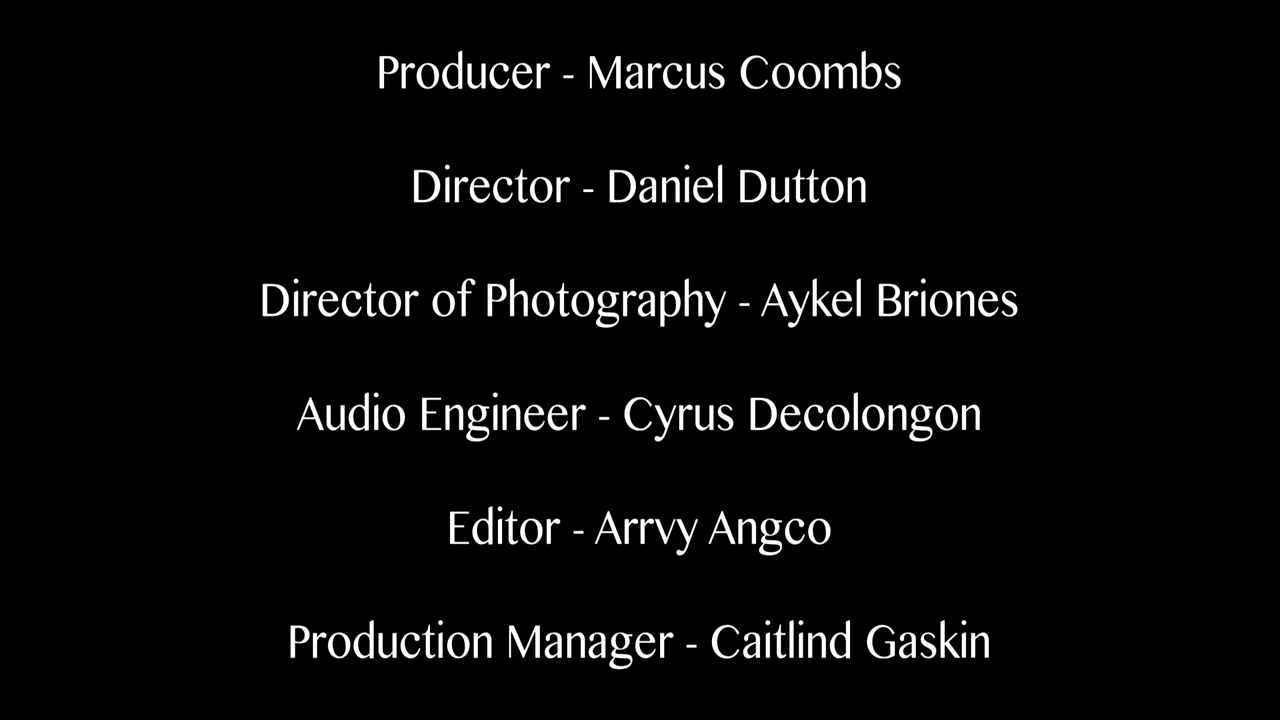 Producer - Marcus Coombs
Director - Daniel Dutton
Director of Photography - Aykel Briones
Audio Engineer - Cyrus Decolongon
Editor - Arrvy Angco
Production Manager - Caitlind Gaskin